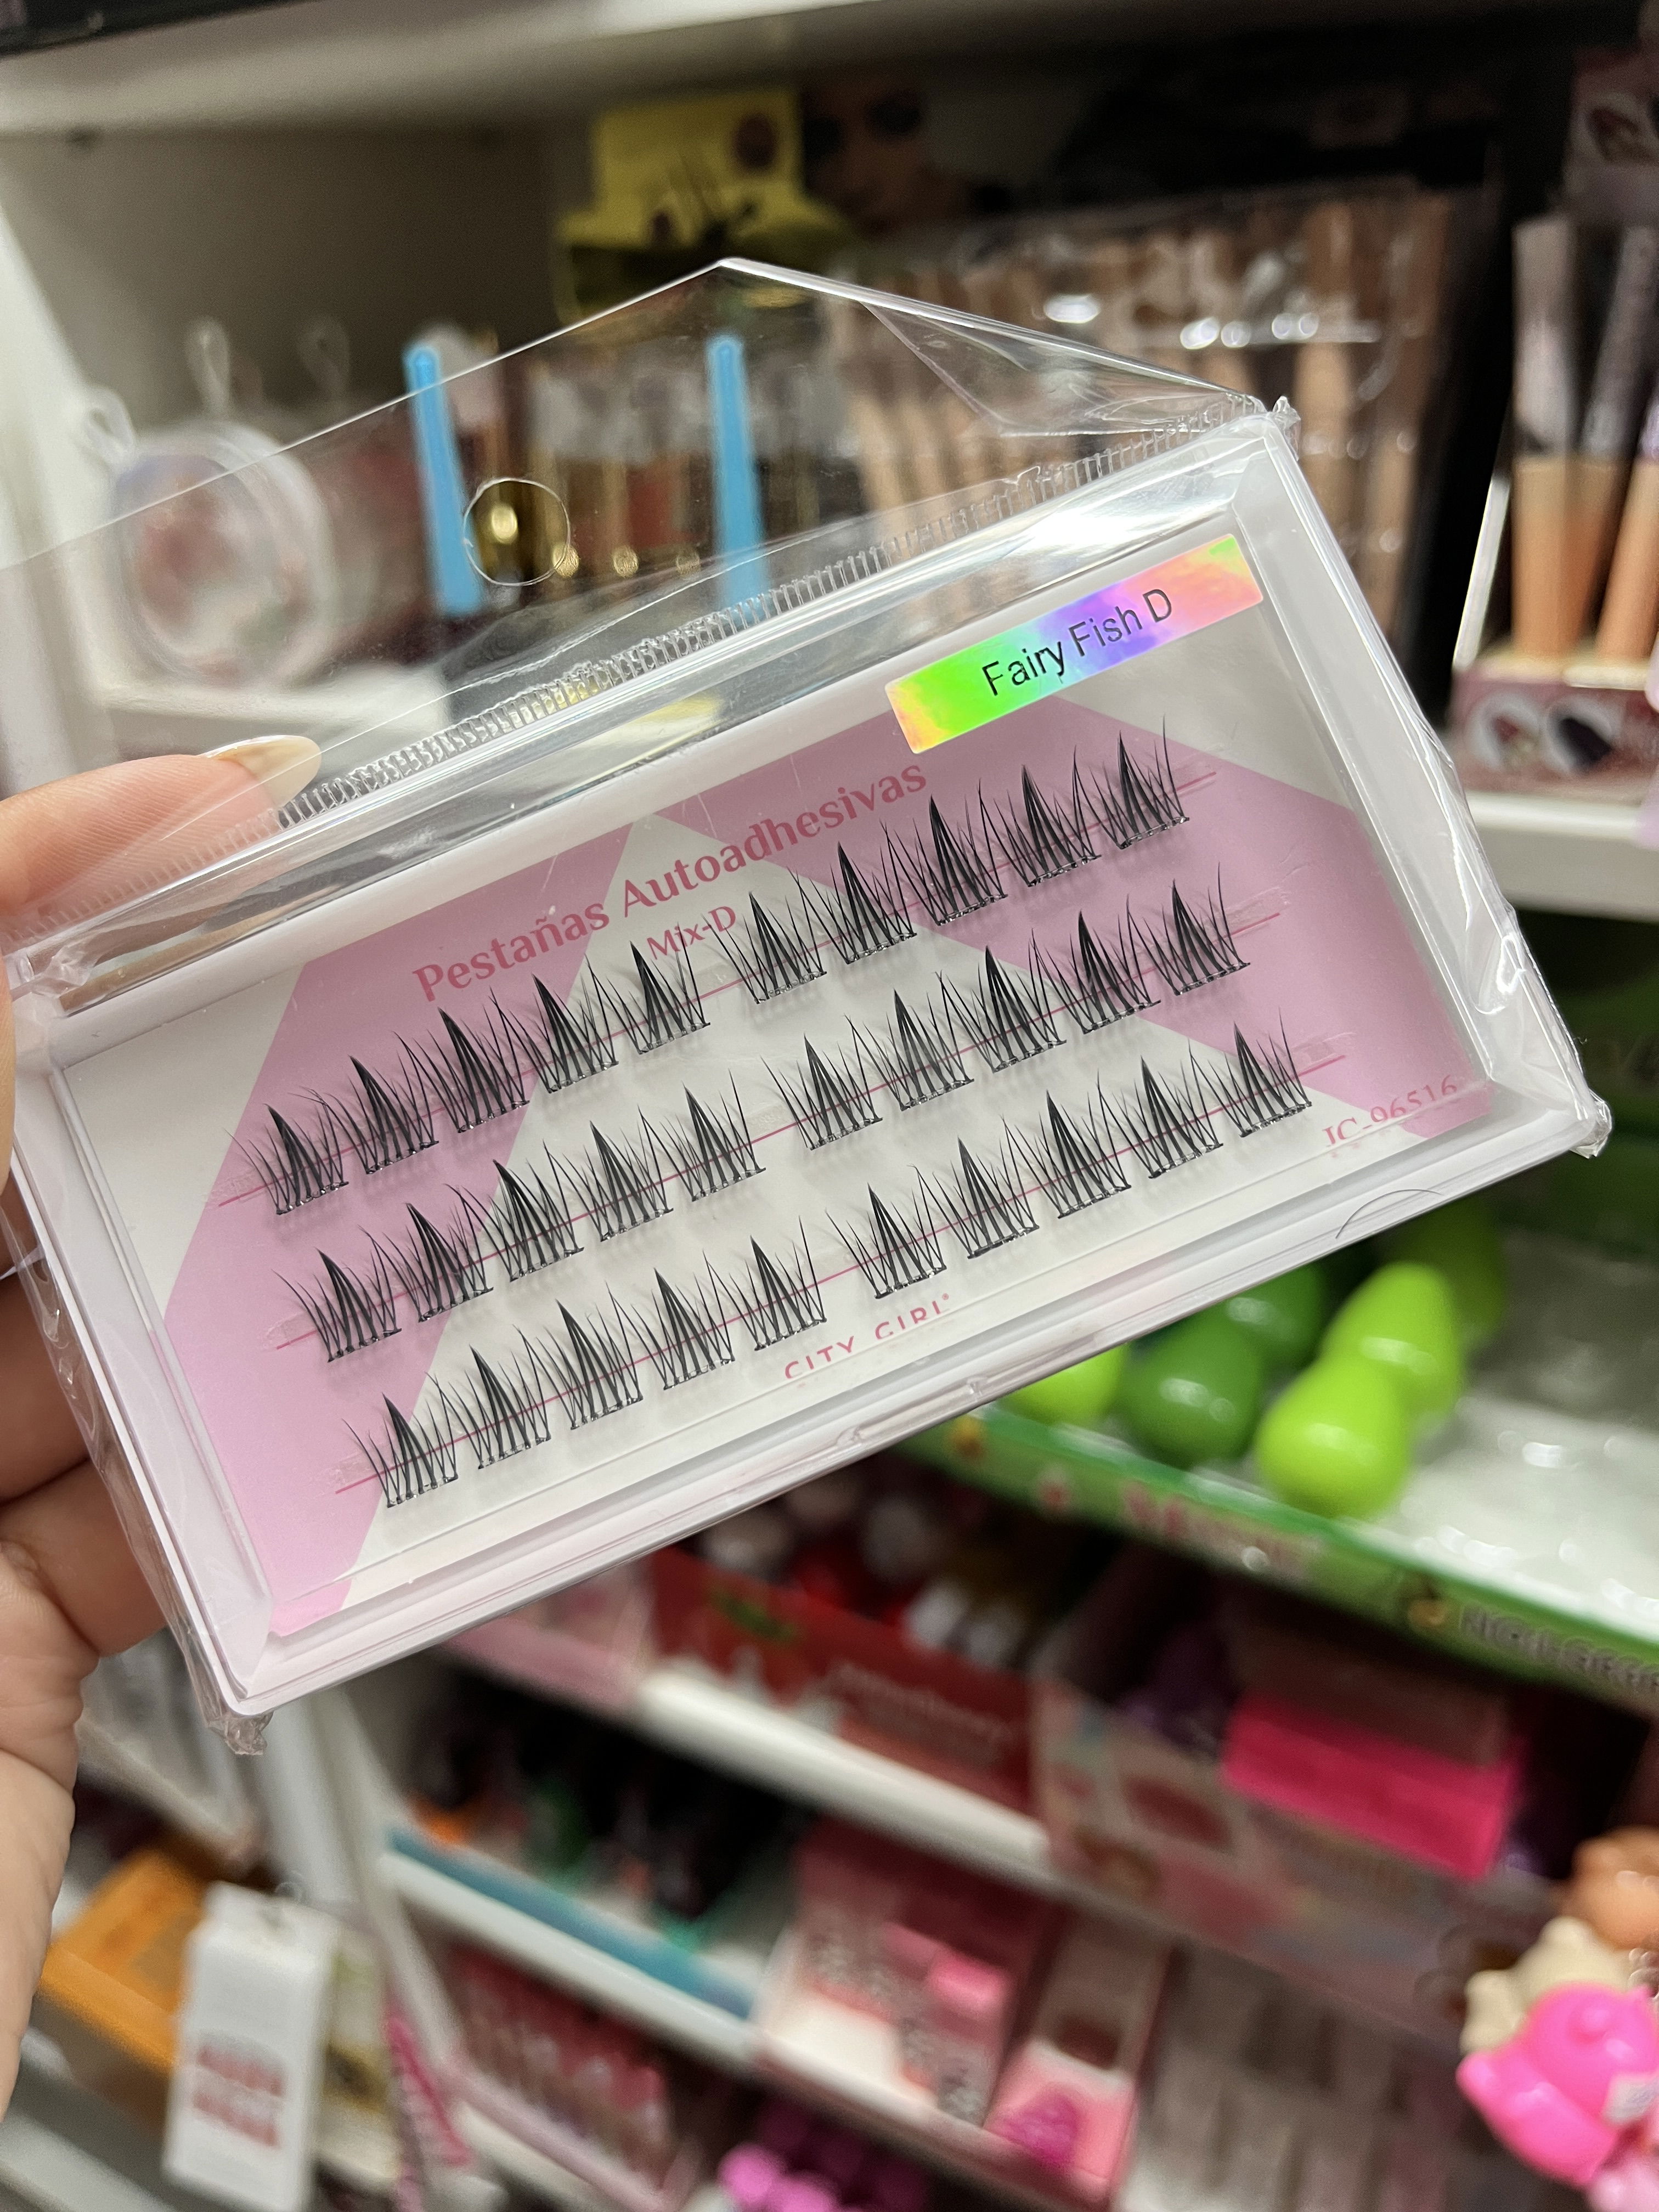 Fairy Fish D
Pestañas Autoadhesivas
Mix-D
JC-96516
CITY GIRL